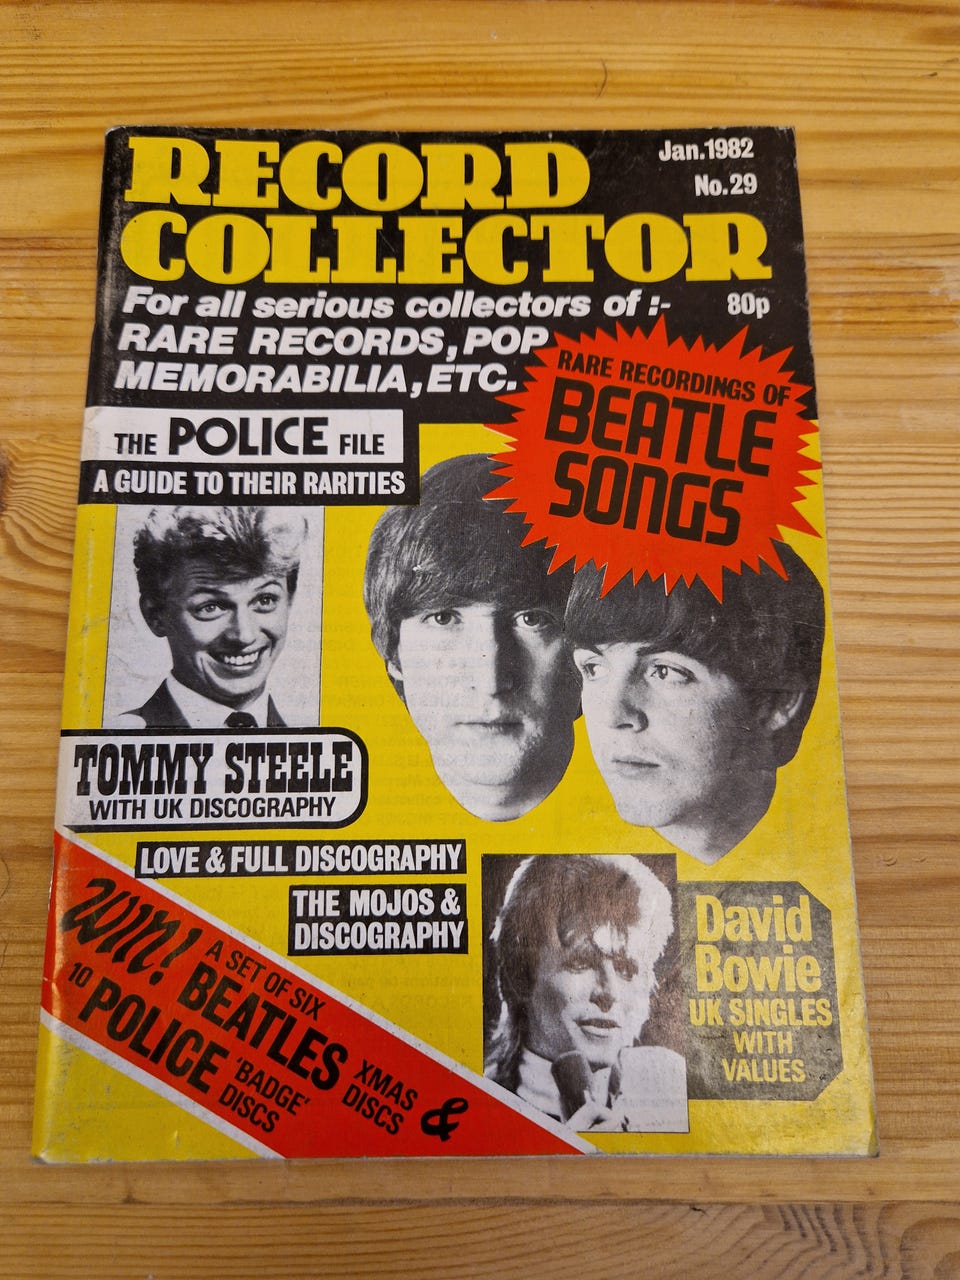 RECORD
COLLECTOR
Jan.1982
No.29
80p
For all serious collectors of :-
RARE RECORDS, POP
MEMORABILIA, ETC.
RARE RECORDINGS OF
BEATLE
SONGS
THE POLICE FILE
A GUIDE TO THEIR RARITIES
TOMMY STEELE
WITH UK DISCOGRAPHY
LOVE & FULL DISCOGRAPHY
THE MOJOS &
DISCOGRAPHY
David
Bowie
UK SINGLES
WITH
VALUES
WIN! A SET OF SIX
BEATLES XMAS
DISCS &
10 POLICE 'BADGE'
DISCS